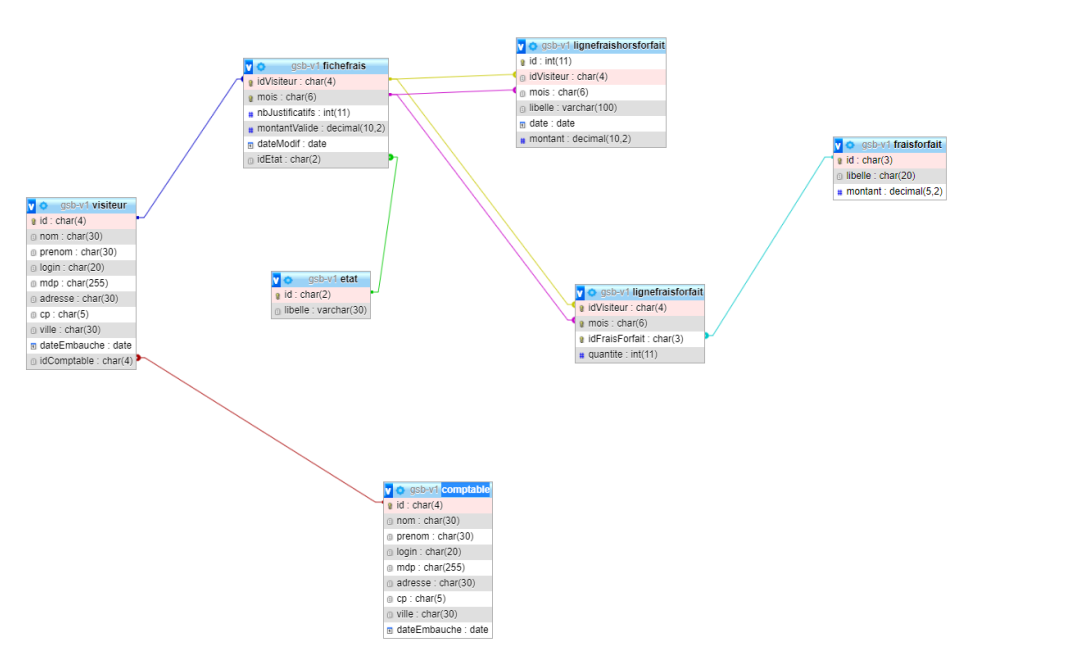 gsb-v1 lignefraishorsforfait
id : int(11)
idVisiteur : char(4)
mois : char(6)
libelle : varchar(100)
date : date
montant : decimal(10,2)
gsb-v1 fichefrais
idVisiteur : char(4)
mois : char(6)
nbJustificatifs : int(11)
montantValide : decimal(10,2)
dateModif : date
idEtat : char(2)
gsb-v1 fraisforfait
id : char(3)
libelle : char(20)
montant : decimal(5,2)
gsb-v1 visiteur
id : char(4)
nom : char(30)
prenom : char(30)
login : char(20)
mdp : char(255)
adresse : char(30)
cp : char(5)
ville : char(30)
dateEmbauche : date
idComptable : char(4)
gsb-v1 etat
id : char(2)
libelle : varchar(30)
gsb-v1 lignefraisforfait
idVisiteur : char(4)
mois : char(6)
idFraisForfait : char(3)
quantite : int(11)
gsb-v1 comptable
id : char(4)
nom : char(30)
prenom : char(30)
login : char(20)
mdp : char(255)
adresse : char(30)
cp : char(5)
ville : char(30)
dateEmbauche : date